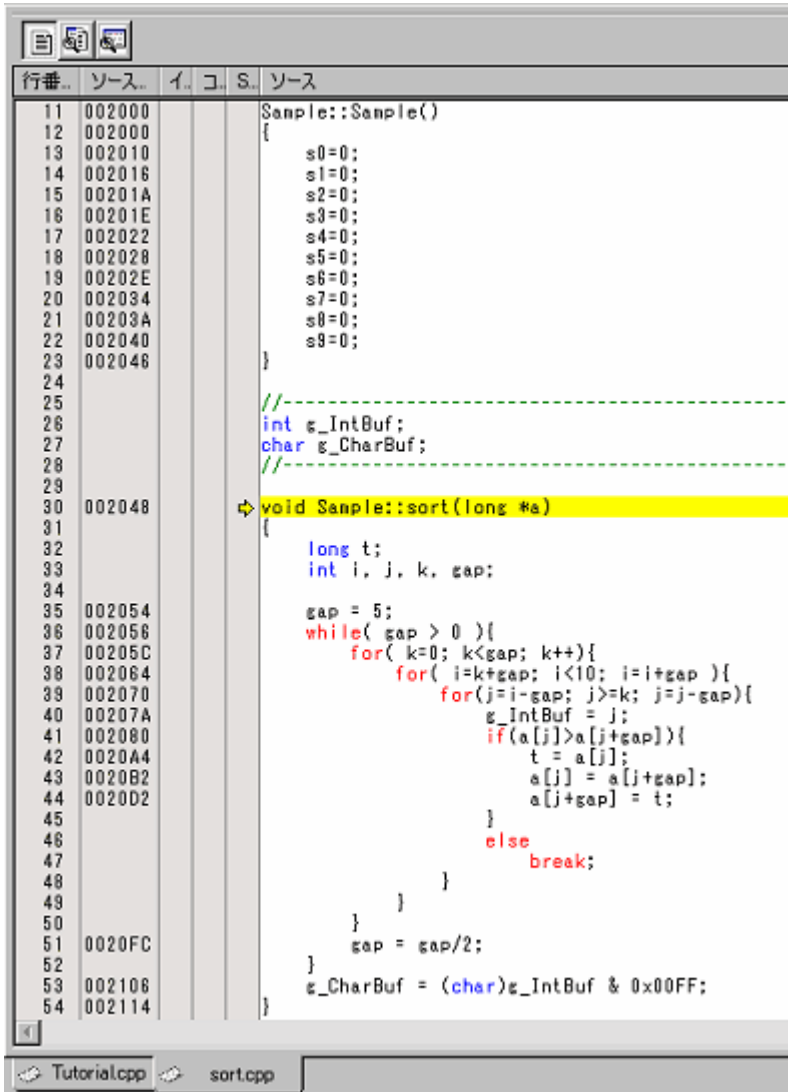 行番... ソース... イ.. コ.. S.. ソース
11 002000 Sample::Sample()
12 002000 {
13 002010 s0=0;
14 002016 s1=0;
15 00201A s2=0;
16 00201E s3=0;
17 002022 s4=0;
18 002028 s5=0;
19 00202E s6=0;
20 002034 s7=0;
21 00203A s8=0;
22 002040 s9=0;
23 002046 }
24
25 //-----------------------------------------------
26 int g_IntBuf;
27 char g_CharBuf;
28 //-----------------------------------------------
29
30 002048 void Sample::sort(long *a)
31 {
32 long t;
33 int i, j, k, gap;
34
35 002054 gap = 5;
36 002056 while( gap > 0 ){
37 00205C for( k=0; k<gap; k++){
38 002064 for( i=k+gap; i<10; i=i+gap ){
39 002070 for(j=i-gap; j>=k; j=j-gap){
40 00207A g_IntBuf = j;
41 002080 if(a[j]>a[j+gap]){
42 0020A4 t = a[j];
43 0020B2 a[j] = a[j+gap];
44 0020D2 a[j+gap] = t;
45 }
46 else
47 break;
48 }
49 }
50 }
51 0020FC gap = gap/2;
52 }
53 002106 g_CharBuf = (char)g_IntBuf & 0x00FF;
54 002114 }
Tutorial.cpp sort.cpp